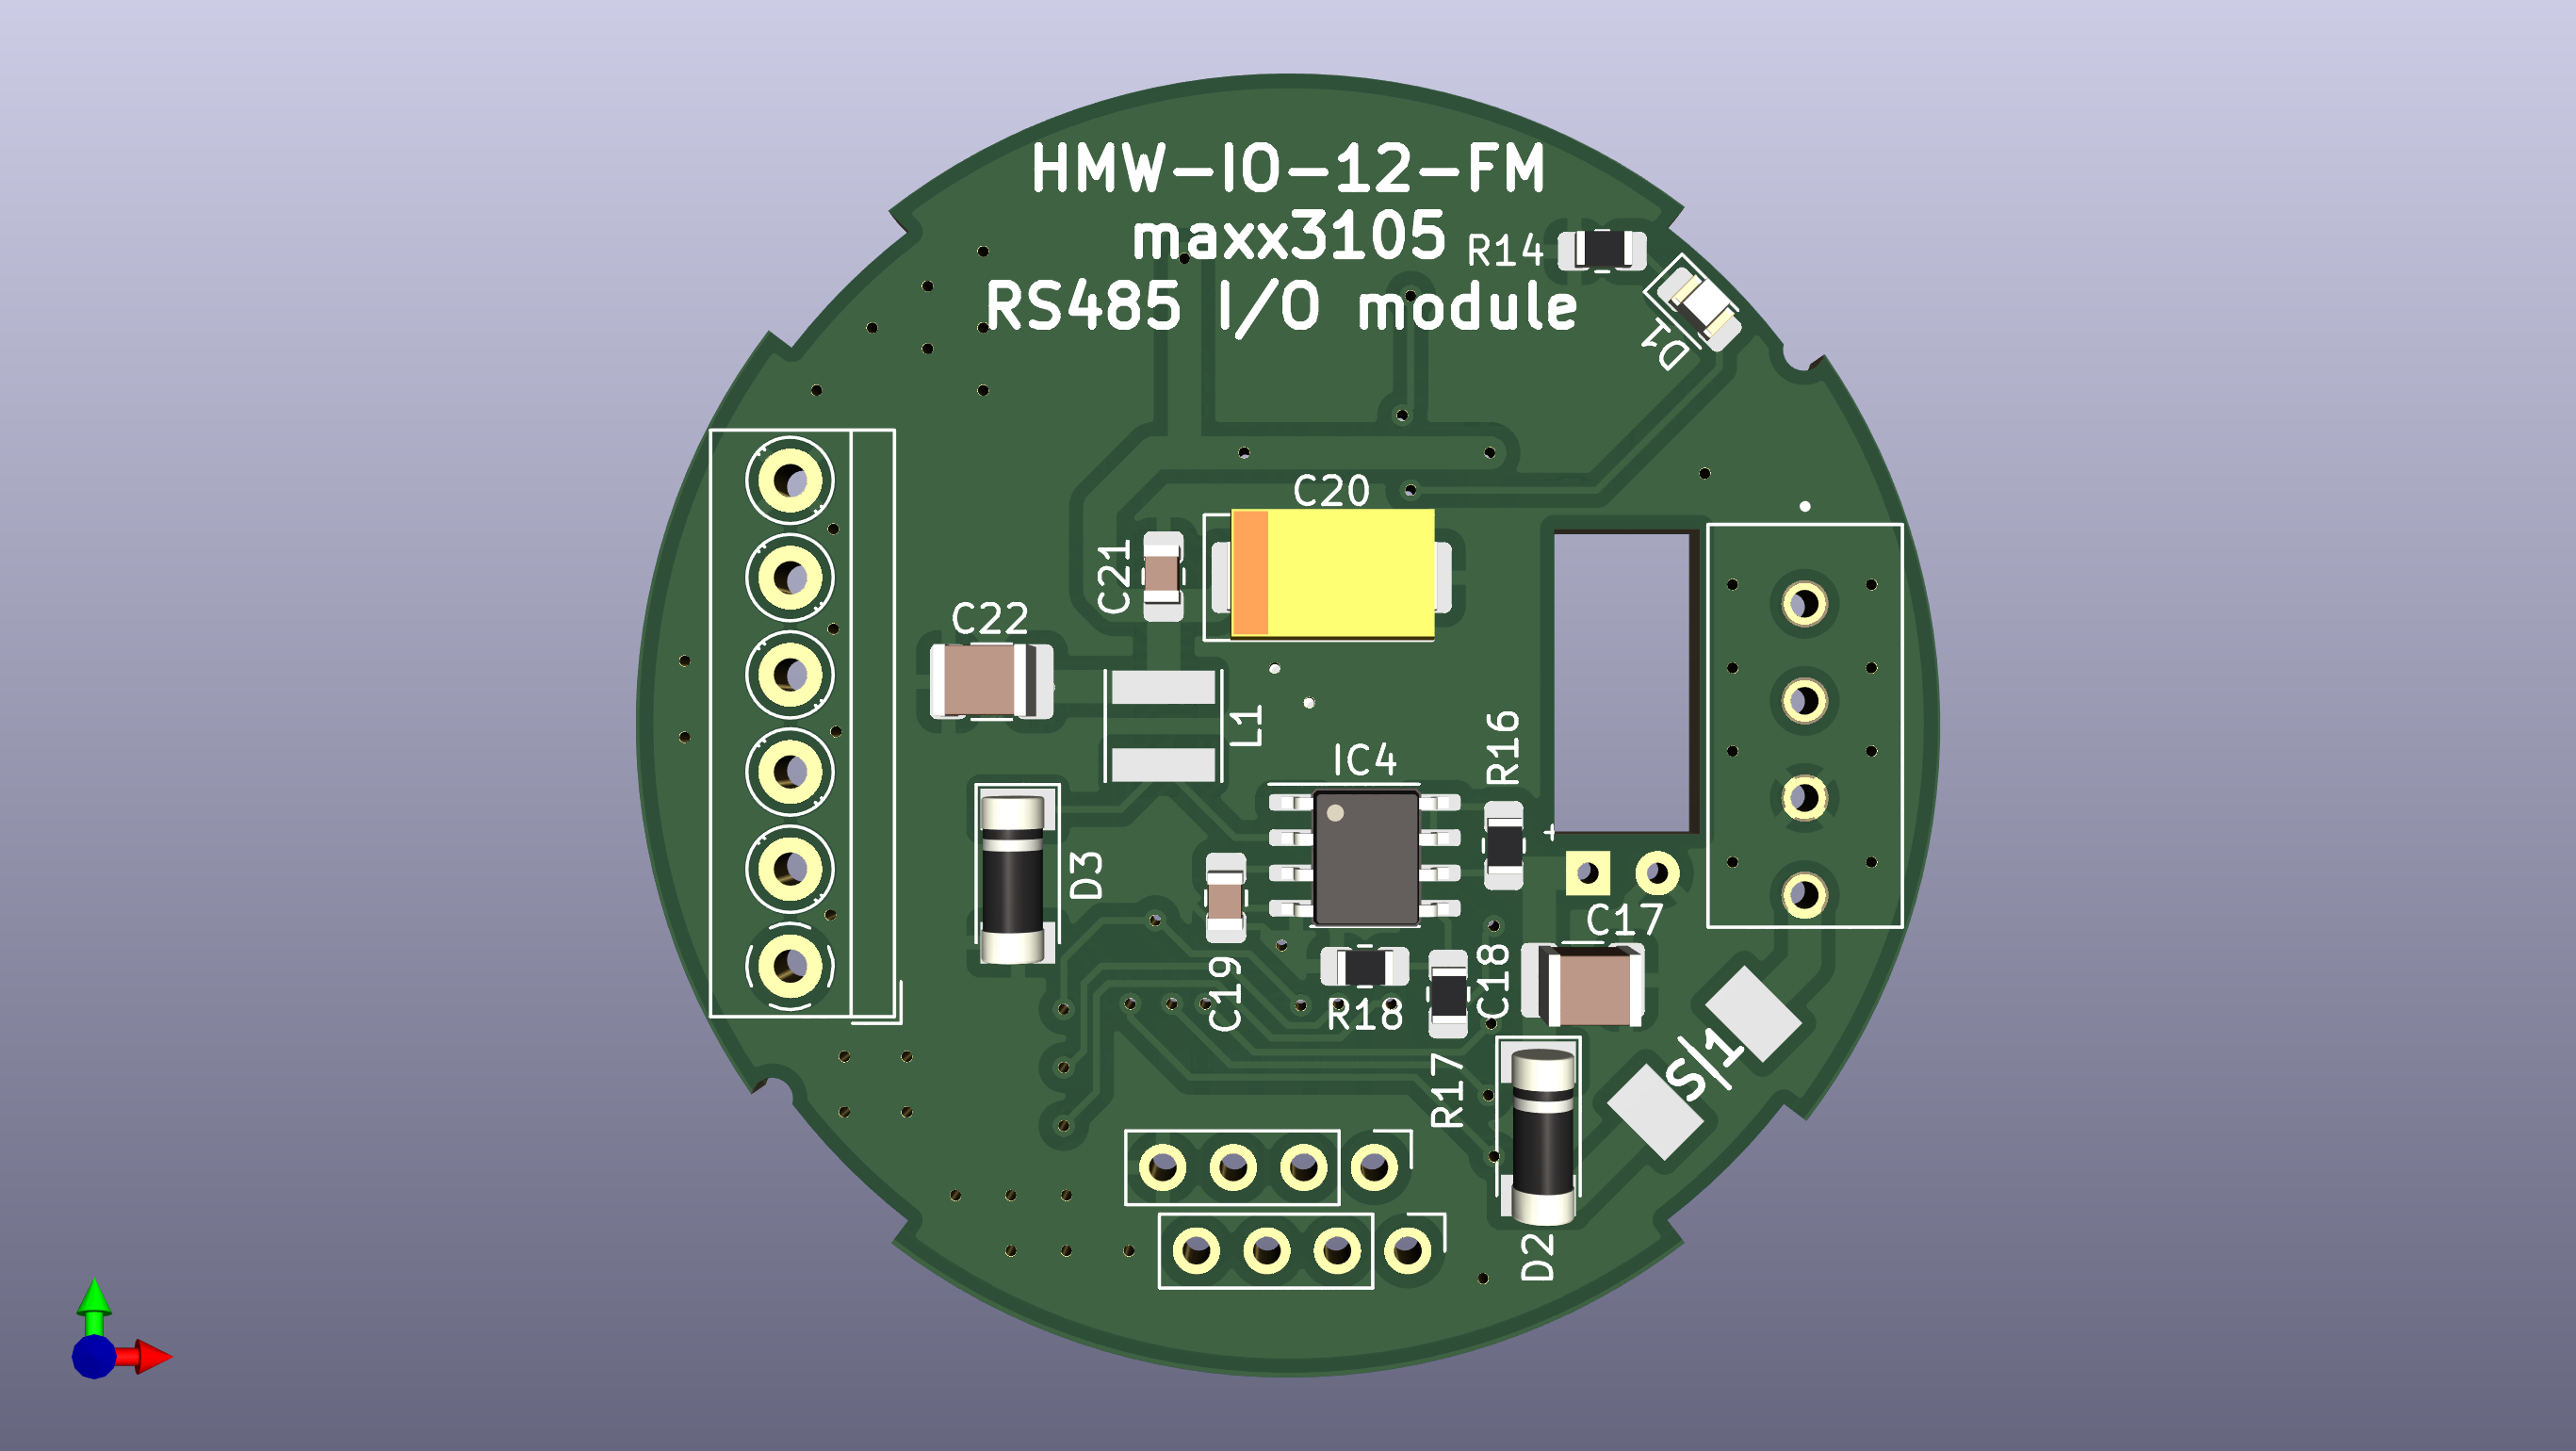 HMW-IO-12-FM
maxx3105
R14
RS485 I/O module
D1
C20
C21
C22
L1
R16
IC4
+
D3
C17
C18
C19
R18
S|1
R17
D2